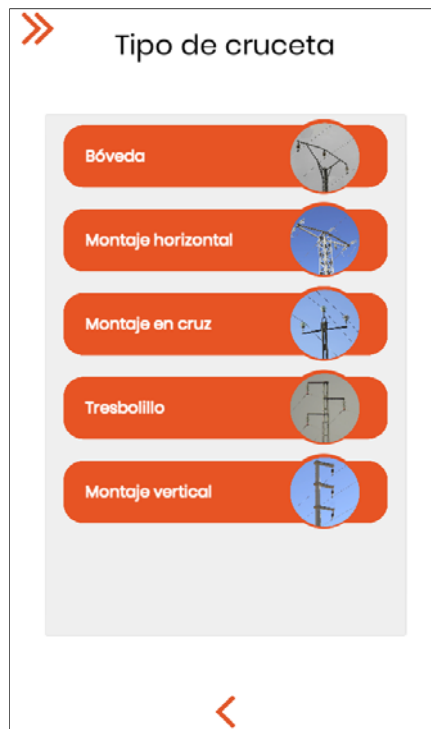 Tipo de cruceta
Bóveda
Montaje horizontal
Montaje en cruz
Tresbolillo
Montaje vertical